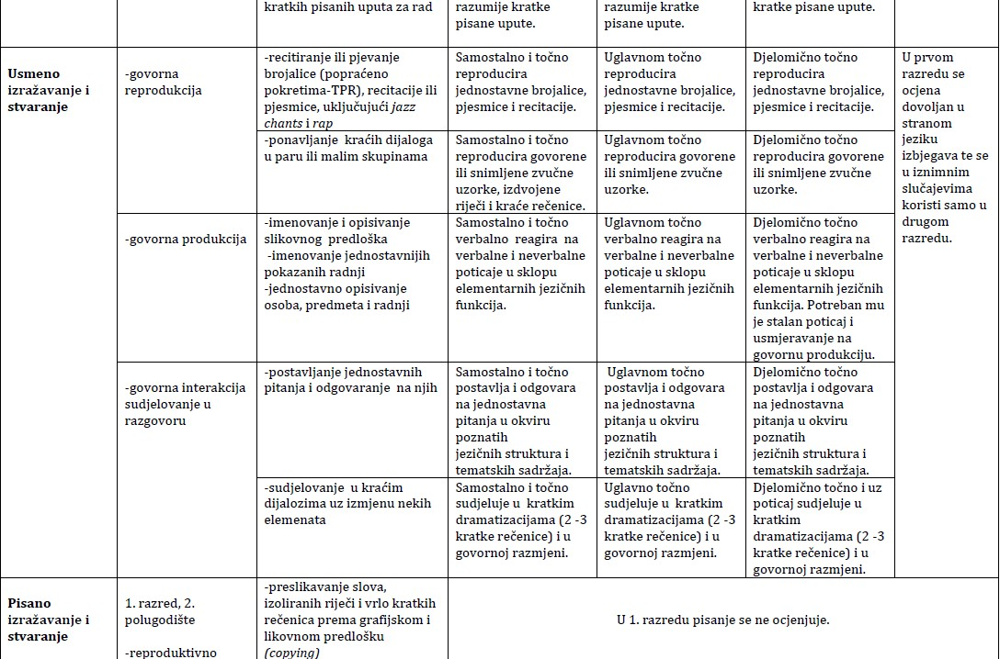 kratkih pisanih uputa za rad
razumije kratke
pisane upute.
razumije kratke
pisane upute.
kratke pisane upute.
Usmeno
izražavanje i
stvaranje
-govorna
reprodukcija
-recitiranje ili pjevanje
brojalice (popraćeno
pokretima-TPR), recitacije ili
pjesmice, uključujući jazz
chants i rap
Samostalno i točno
reproducira
jednostavne brojalice,
pjesmice i recitacije.
Uglavnom točno
reproducira
jednostavne brojalice,
pjesmice i recitacije.
Djelomično točno
reproducira
jednostavne brojalice,
pjesmice i recitacije.
U prvom
razredu se
ocjena
dovoljan u
stranom
jeziku
izbjegava te se
u iznimnim
slučajevima
koristi samo u
drugom
razredu.
-ponavljanje kraćih dijaloga
u paru ili malim skupinama
Samostalno i točno
reproducira govorene
ili snimljene zvučne
uzorke, izdvojene
riječi i kraće rečenice.
Uglavnom točno
reproducira govorene
ili snimljene zvučne
uzorke.
Djelomično točno
reproducira govorene
ili snimljene zvučne
uzorke.
-govorna produkcija
-imenovanje i opisivanje
slikovnog predloška
-imenovanje jednostavnijih
pokazanih radnji
-jednostavno opisivanje
osoba, predmeta i radnji
Samostalno i točno
verbalno reagira na
verbalne i neverbalne
poticaje u sklopu
elementarnih jezičnih
funkcija.
Uglavnom točno
verbalno reagira na
verbalne i neverbalne
poticaje u sklopu
elementarnih jezičnih
funkcija.
Djelomično točno
verbalno reagira na
verbalne i neverbalne
poticaje u sklopu
elementarnih jezičnih
funkcija. Potreban mu
je stalan poticaj i
usmjeravanje na
govornu produkciju.
-govorna interakcija
sudjelovanje u
razgovoru
-postavljanje jednostavnih
pitanja i odgovaranje na njih
Samostalno i točno
postavlja i odgovara
na jednostavna
pitanja u okviru
poznatih
jezičnih struktura i
tematskih sadržaja.
Uglavnom točno
postavlja i odgovara
na jednostavna
pitanja u okviru
poznatih
jezičnih struktura i
tematskih sadržaja.
Djelomično točno
postavlja i odgovara
na jednostavna
pitanja u okviru
poznatih
jezičnih struktura i
tematskih sadržaja.
-sudjelovanje u kraćim
dijalozima uz izmjenu nekih
elemenata
Samostalno i točno
sudjeluje u kratkim
dramatizacijama (2 -3
kratke rečenice) i u
govornoj razmjeni.
Uglavno točno
sudjeluje u kratkim
dramatizacijama (2 -3
kratke rečenice) i u
govornoj razmjeni.
Djelomično točno i uz
poticaj sudjeluje u
kratkim
dramatizacijama (2 -3
kratke rečenice) i u
govornoj razmjeni.
Pisano
izražavanje i
stvaranje
1. razred, 2.
polugodište
-reproduktivno
-preslikavanje slova,
izoliranih riječi i vrlo kratkih
rečenica prema grafijskom i
likovnom predlošku
(copying)
U 1. razredu pisanje se ne ocjenjuje.